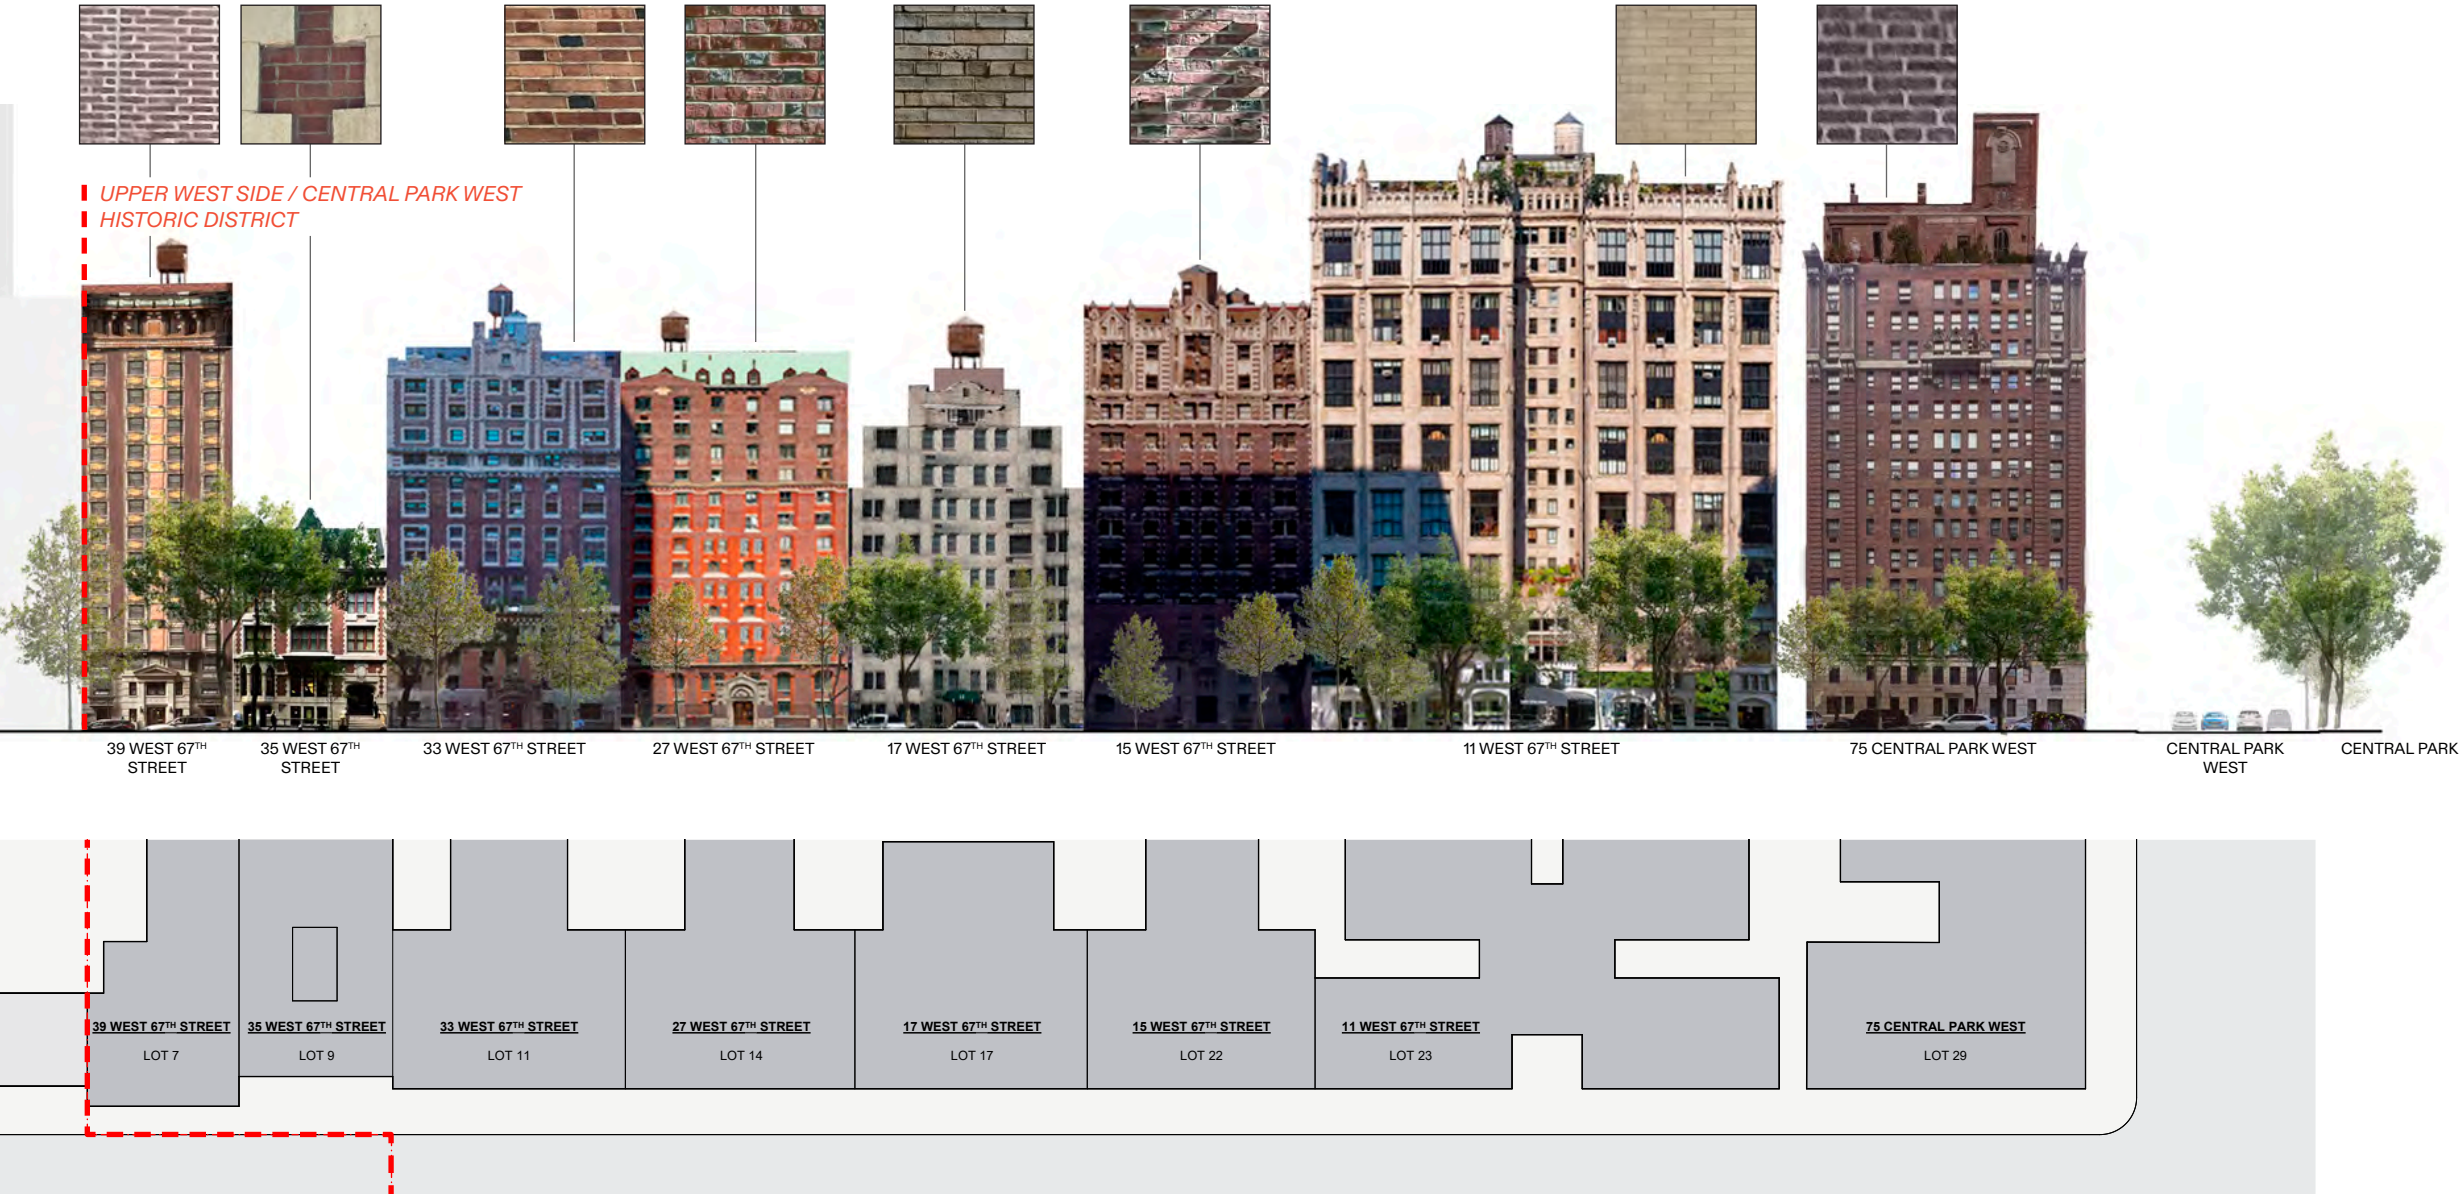 UPPER WEST SIDE / CENTRAL PARK WEST
HISTORIC DISTRICT
39 WEST 67TH
STREET
35 WEST 67TH
STREET
33 WEST 67TH STREET
27 WEST 67TH STREET
17 WEST 67TH STREET
15 WEST 67TH STREET
11 WEST 67TH STREET
75 CENTRAL PARK WEST
CENTRAL PARK
WEST
CENTRAL PARK
39 WEST 67TH STREET
LOT 7
35 WEST 67TH STREET
LOT 9
33 WEST 67TH STREET
LOT 11
27 WEST 67TH STREET
LOT 14
17 WEST 67TH STREET
LOT 17
15 WEST 67TH STREET
LOT 22
11 WEST 67TH STREET
LOT 23
75 CENTRAL PARK WEST
LOT 29